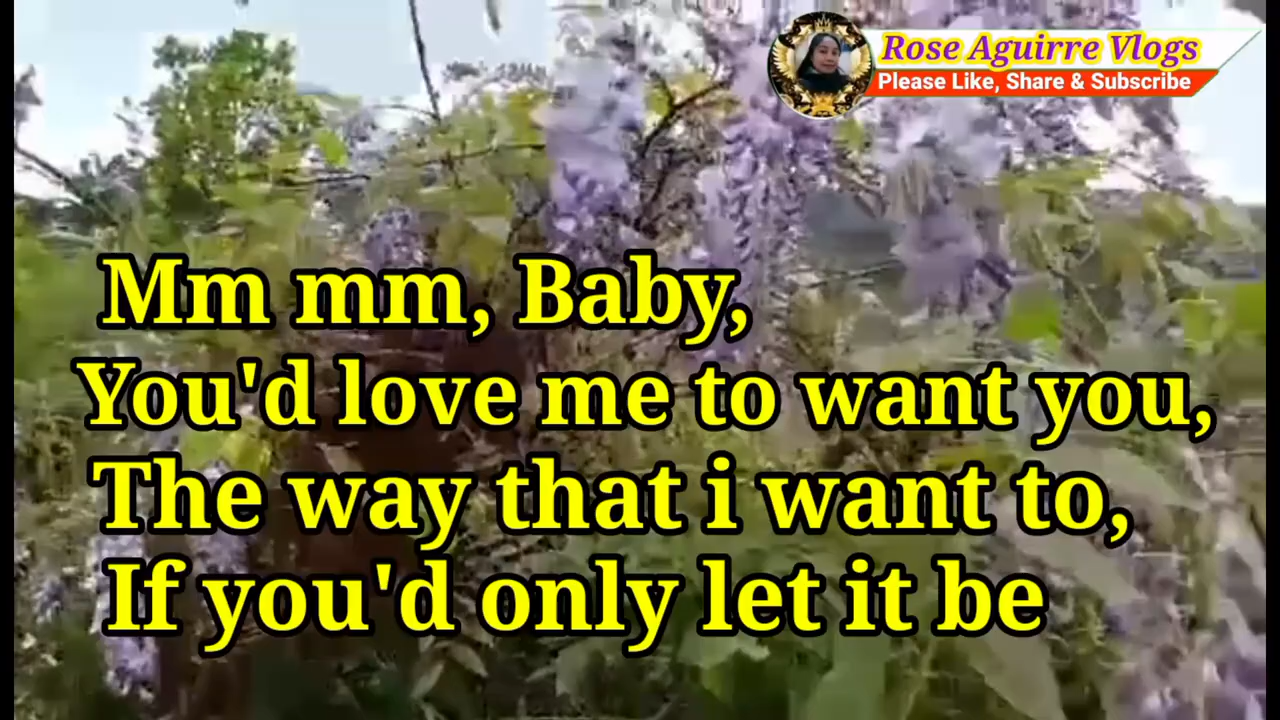 Rose Aguirre Vlogs
Please Like, Share & Subscribe
Mm mm, Baby,
You'd love me to want you,
The way that i want to,
If you'd only let it be